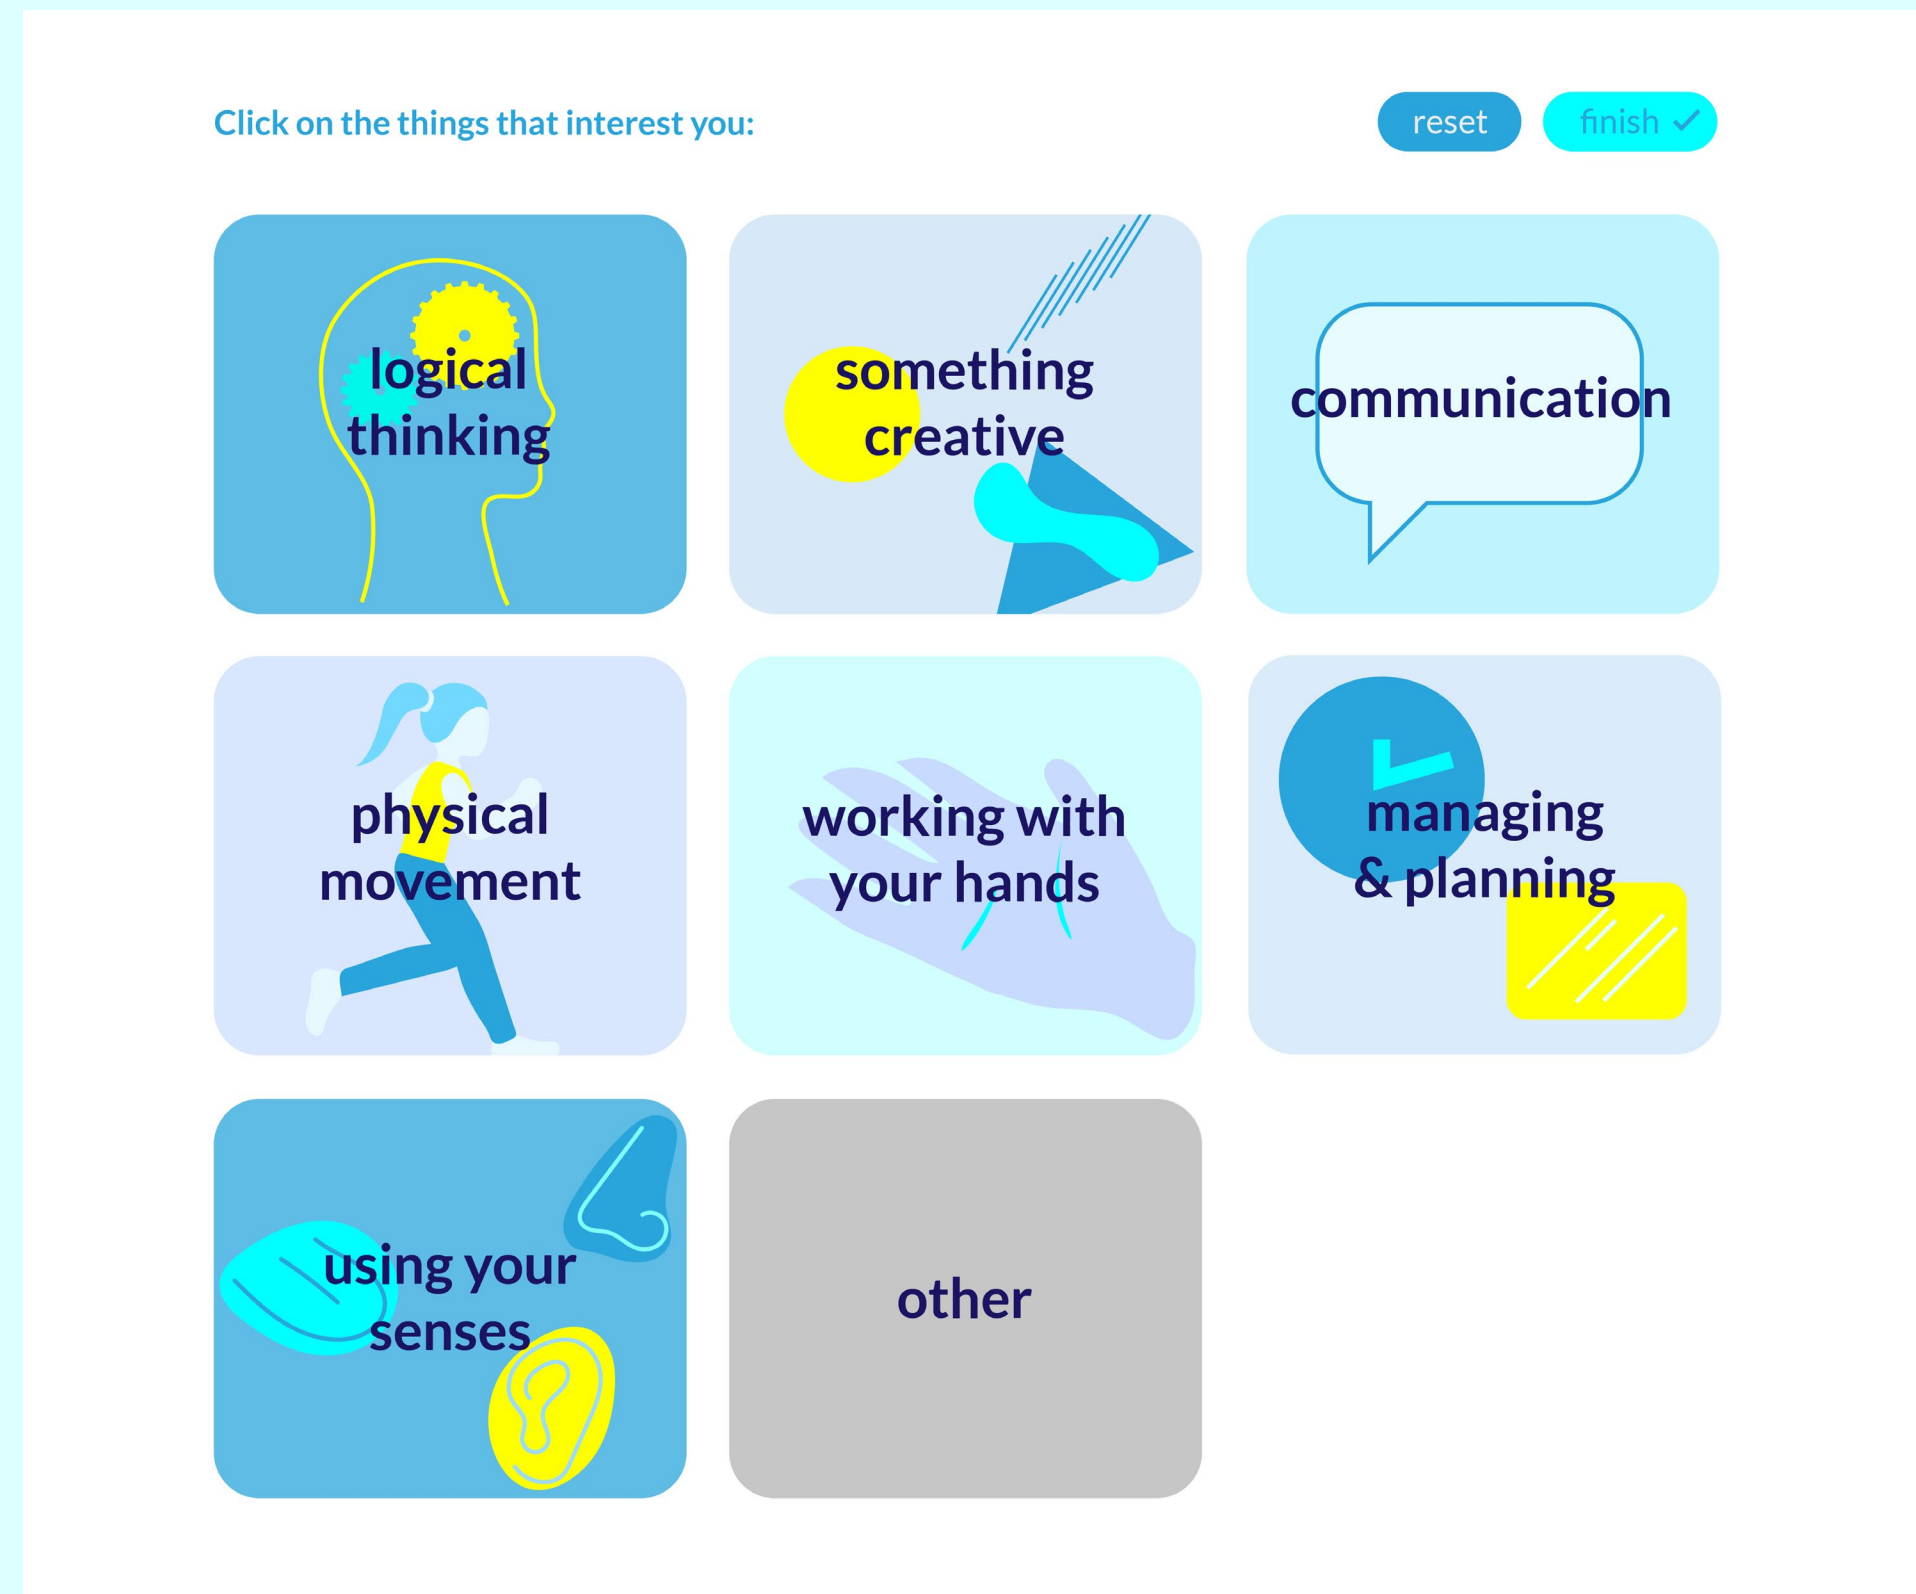 Click on the things that interest you:
reset
finish
logical
thinking
something
creative
communication
physical
movement
working with
your hands
managing
& planning
using your
senses
other